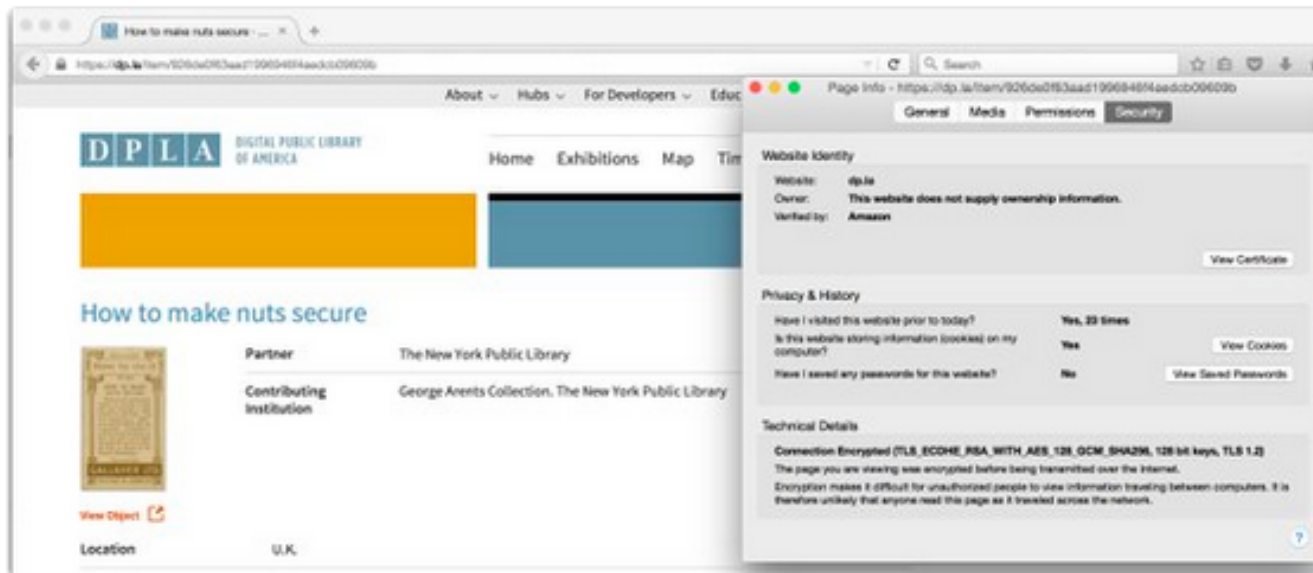 How to make nuts secure - ... × +
Search
About Hubs For Developers Educ
DPLA DIGITAL PUBLIC LIBRARY
OF AMERICA
Home Exhibitions Map Tim
How to make nuts secure
Partner The New York Public Library
Contributing
Institution George Arents Collection. The New York Public Library
GALLAHER LTD
View Object
Location U.K.
Page Info - https://dp.la/item/
General Media Permissions Security
Website Identity
Website: dp.la
Owner: This website does not supply ownership information.
Verified by: Amazon
View Certificate
Privacy & History
Have I visited this website prior to today? Yes, 23 times
Is this website storing information (cookies) on my
computer? Yes View Cookies
Have I saved any passwords for this website? No View Saved Passwords
Technical Details
Connection Encrypted (TLS_ECDHE_RSA_WITH_AES_128_GCM_SHA256, 128 bit keys, TLS 1.2)
The page you are viewing was encrypted before being transmitted over the Internet.
Encryption makes it difficult for unauthorized people to view information traveling between computers. It is
therefore unlikely that anyone read this page as it traveled across the network.
?